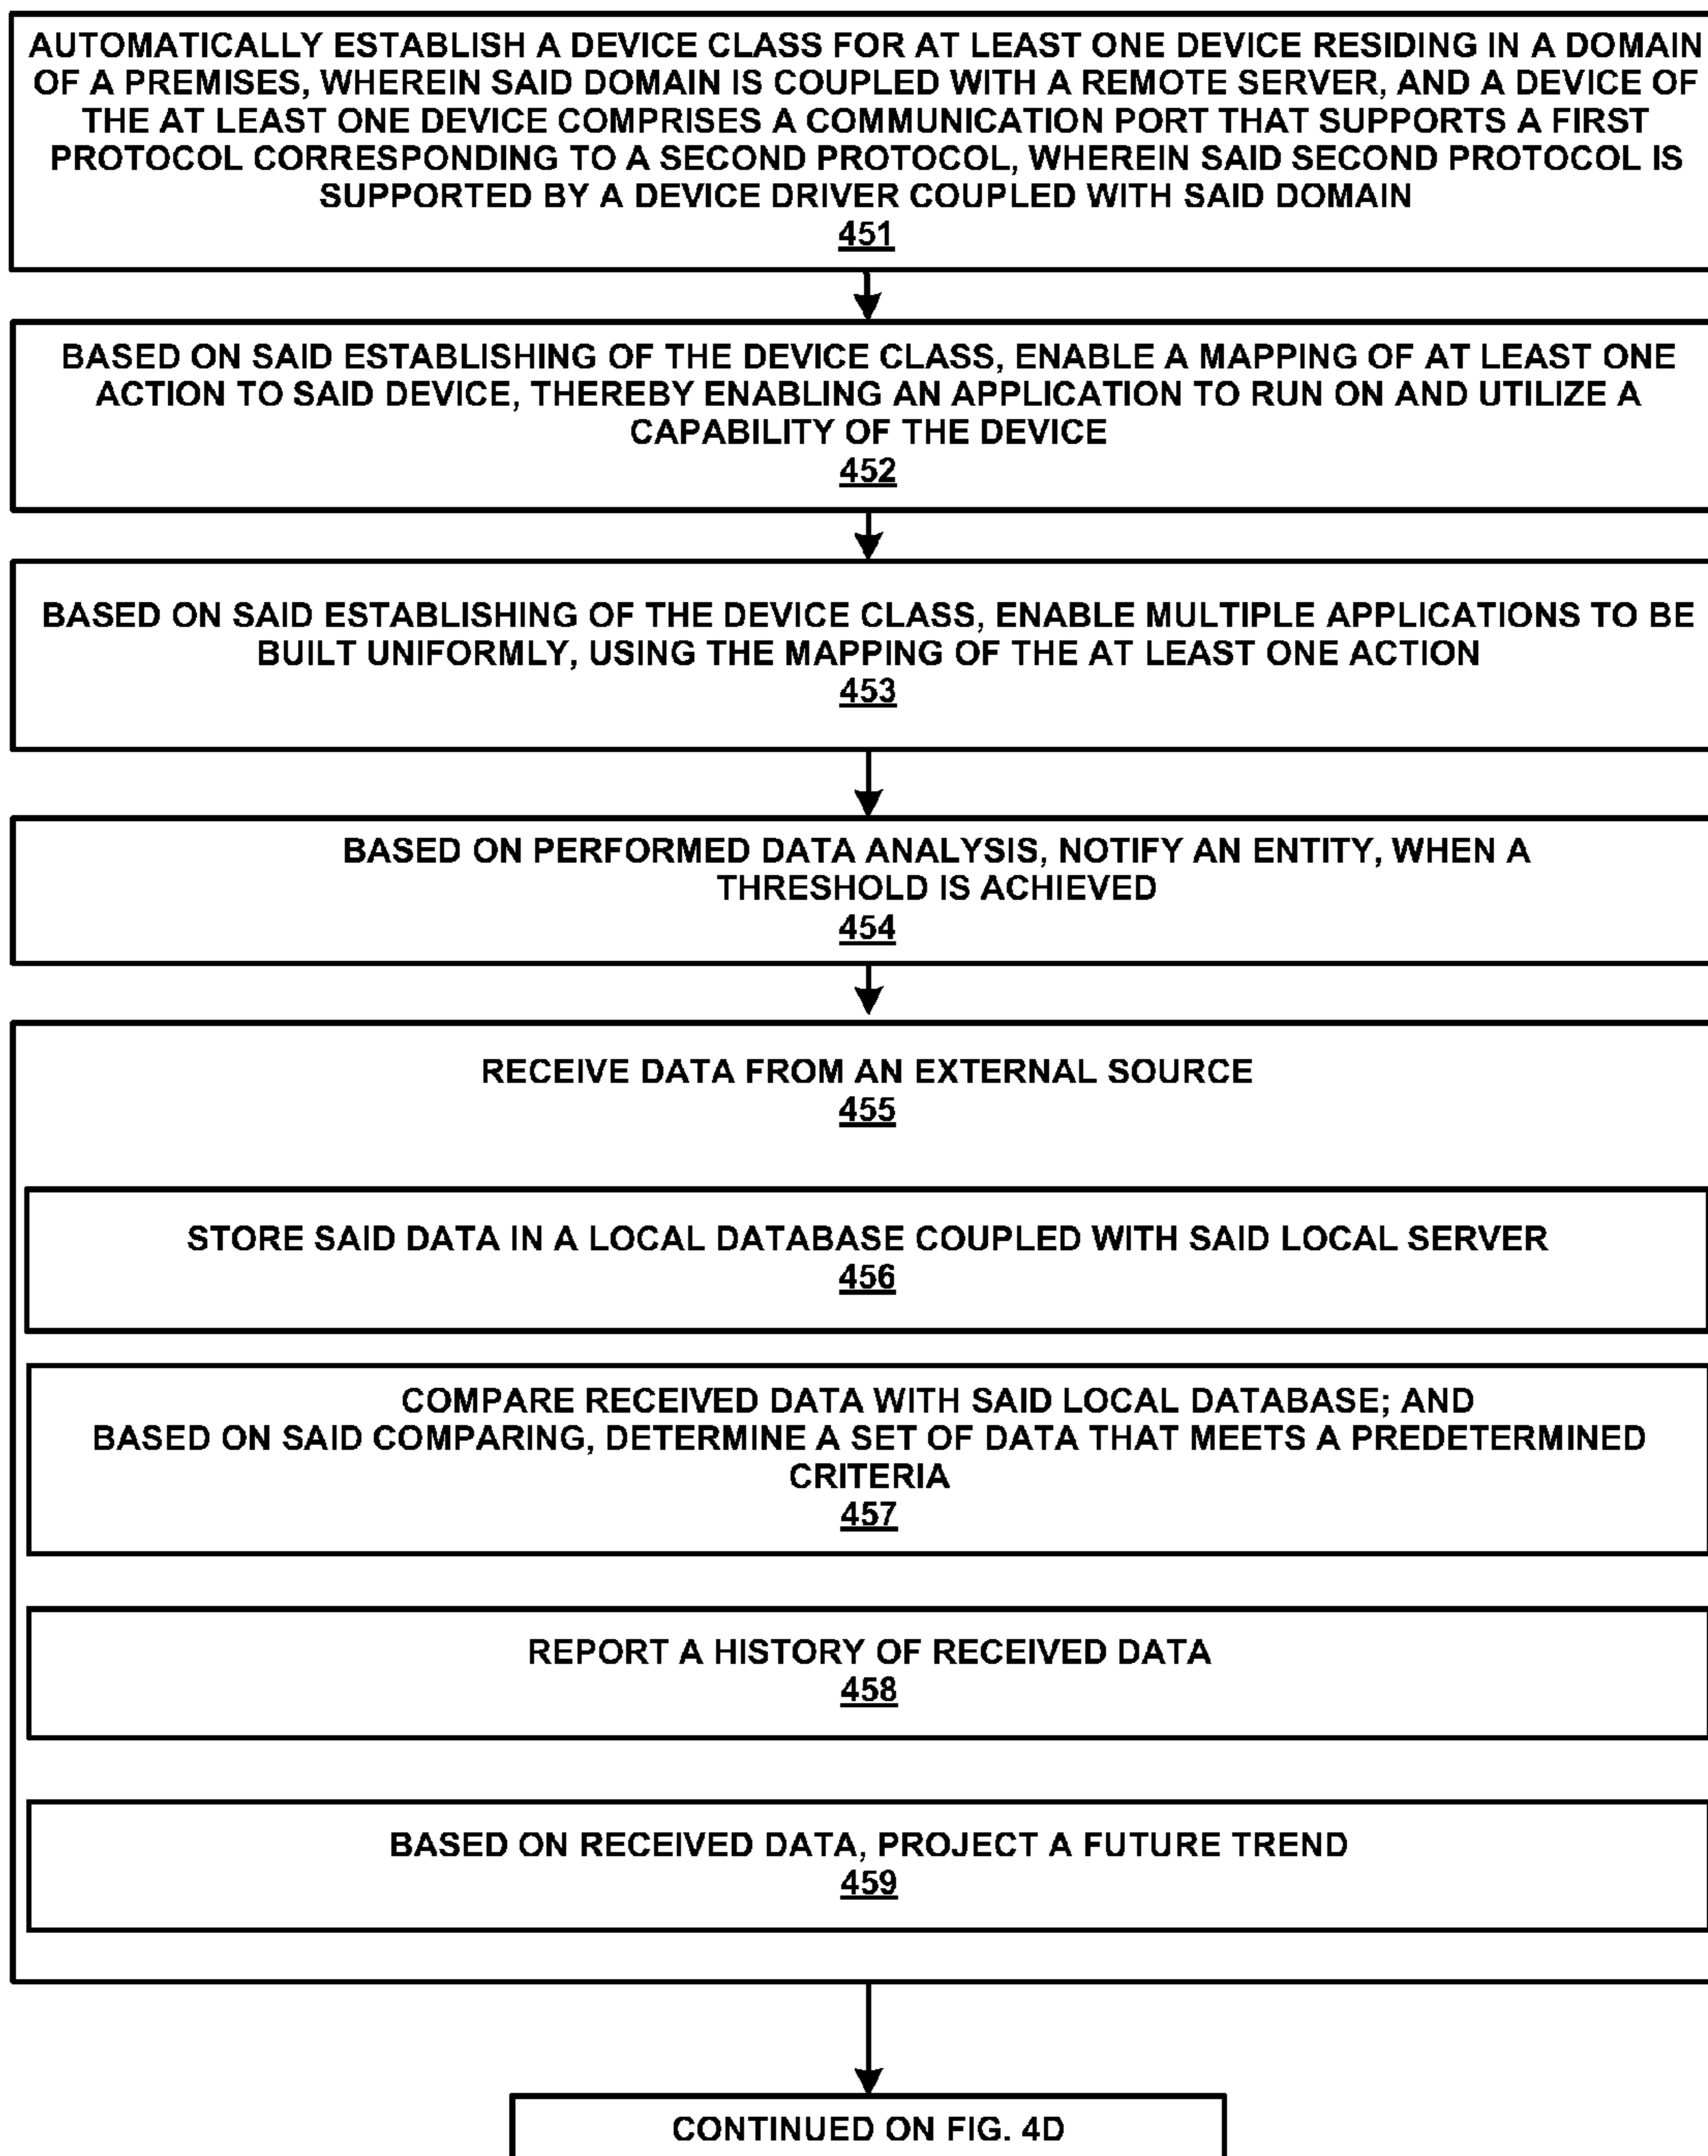 AUTOMATICALLY ESTABLISH A DEVICE CLASS FOR AT LEAST ONE DEVICE RESIDING IN A DOMAIN
OF A PREMISES, WHEREIN SAID DOMAIN IS COUPLED WITH A REMOTE SERVER, AND A DEVICE OF
THE AT LEAST ONE DEVICE COMPRISES A COMMUNICATION PORT THAT SUPPORTS A FIRST
PROTOCOL CORRESPONDING TO A SECOND PROTOCOL, WHEREIN SAID SECOND PROTOCOL IS
SUPPORTED BY A DEVICE DRIVER COUPLED WITH SAID DOMAIN
451
BASED ON SAID ESTABLISHING OF THE DEVICE CLASS, ENABLE A MAPPING OF AT LEAST ONE
ACTION TO SAID DEVICE, THEREBY ENABLING AN APPLICATION TO RUN ON AND UTILIZE A
CAPABILITY OF THE DEVICE
452
BASED ON SAID ESTABLISHING OF THE DEVICE CLASS, ENABLE MULTIPLE APPLICATIONS TO BE
BUILT UNIFORMLY, USING THE MAPPING OF THE AT LEAST ONE ACTION
453
BASED ON PERFORMED DATA ANALYSIS, NOTIFY AN ENTITY, WHEN A
THRESHOLD IS ACHIEVED
454
RECEIVE DATA FROM AN EXTERNAL SOURCE
455
STORE SAID DATA IN A LOCAL DATABASE COUPLED WITH SAID LOCAL SERVER
456
COMPARE RECEIVED DATA WITH SAID LOCAL DATABASE; AND
BASED ON SAID COMPARING, DETERMINE A SET OF DATA THAT MEETS A PREDETERMINED
CRITERIA
457
REPORT A HISTORY OF RECEIVED DATA
458
BASED ON RECEIVED DATA, PROJECT A FUTURE TREND
459
CONTINUED ON FIG. 4D